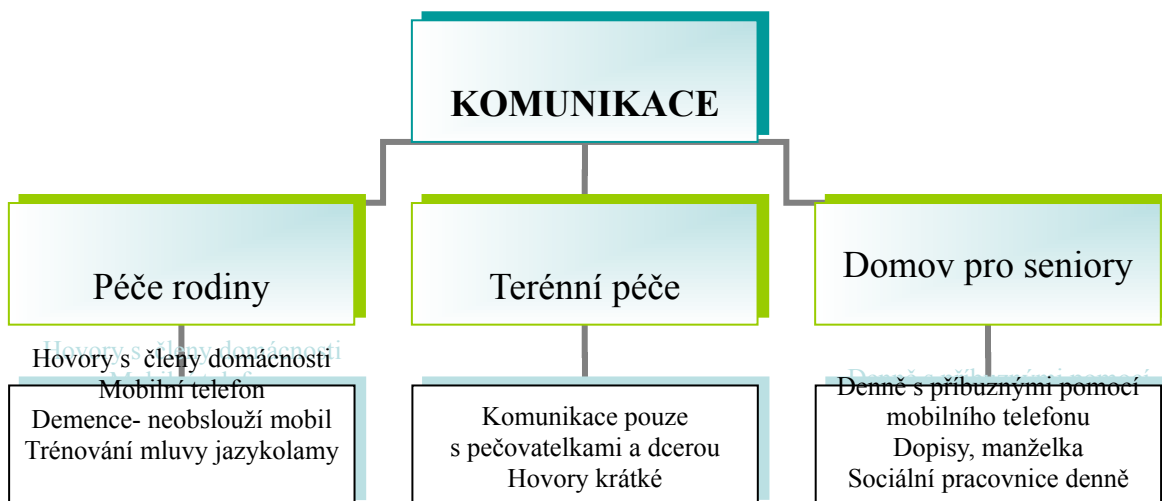 KOMUNIKACE
Péče rodiny
Terénní péče
Domov pro seniory
Hovory s členy domácnosti
Mobilní telefon
Demence- neobslouží mobil
Trénování mluvy jazykolamy
Komunikace pouze
s pečovatelkami a dcerou
Hovory krátké
Denně s příbuznými pomocí
mobilního telefonu
Dopisy, manželka
Sociální pracovnice denně